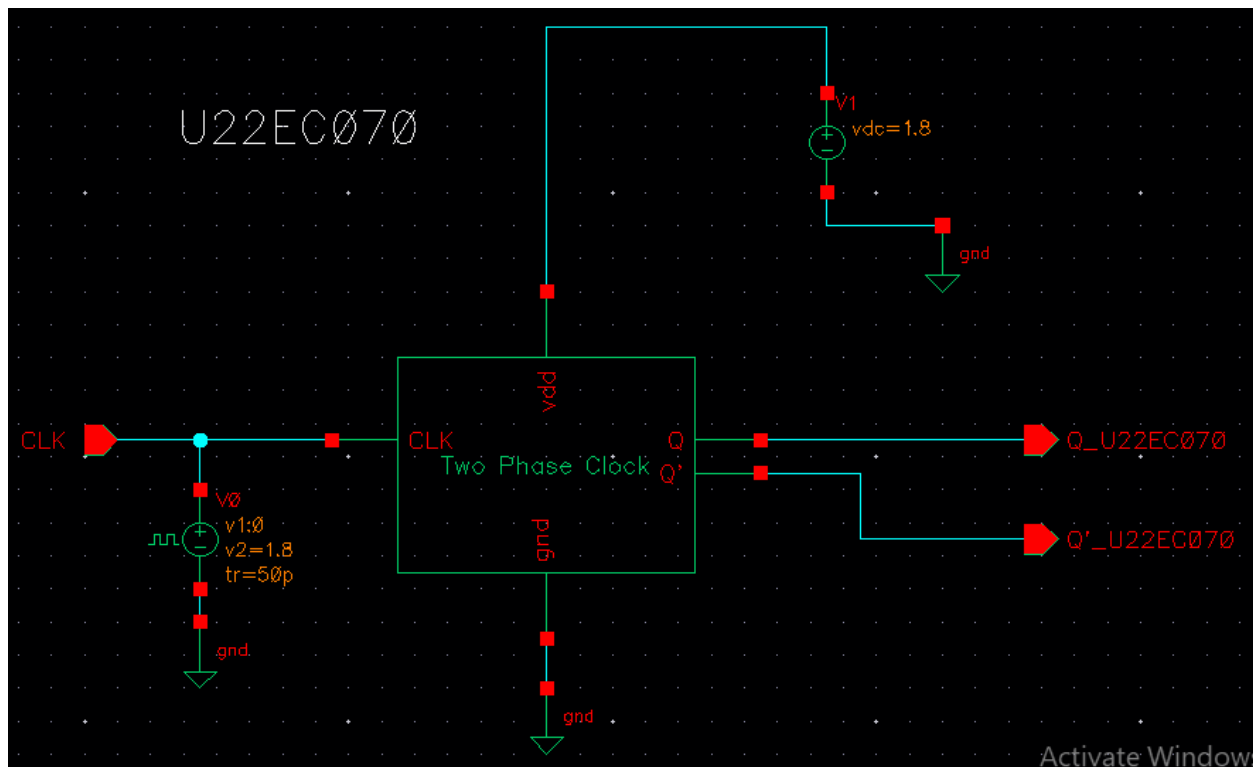 U22EC070
V1
vdc=1.8
gnd
vdd
CLK
CLK
Q
Q_U22EC070
Two Phase Clock
Q'
V0
v1:0
v2=1.8
tr=50p
gnd
Q'_U22EC070
gnd
gnd
Activate Windows